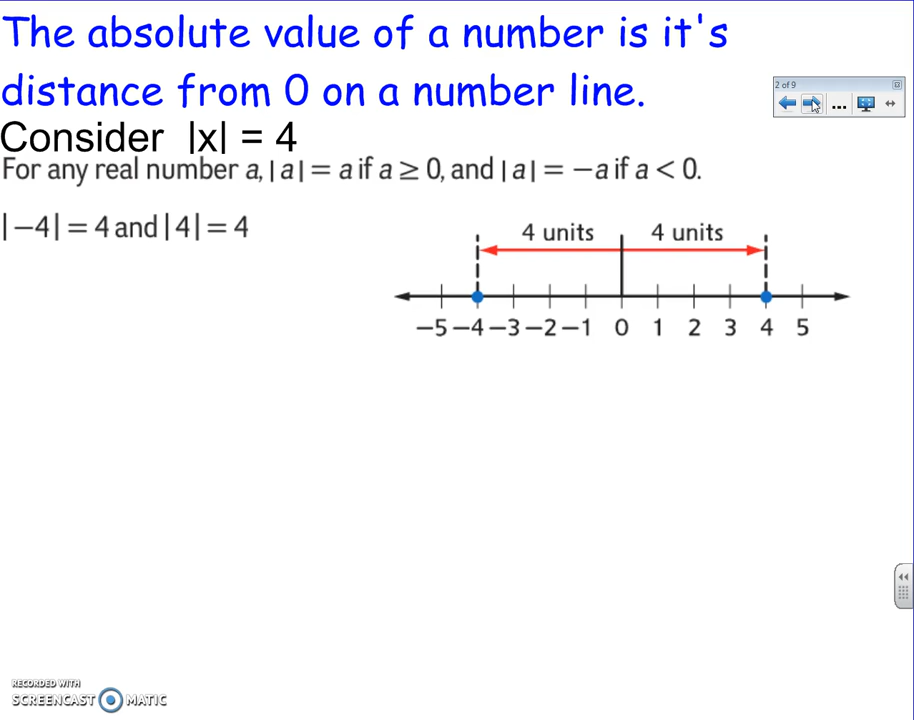 The absolute value of a number is it's
distance from 0 on a number line.
2 of 9
Consider |x| = 4
For any real number a, |a| = a if a ≥ 0, and |a| = −a if a < 0.
|−4| = 4 and |4| = 4
4 units 4 units
−5 −4 −3 −2 −1 0 1 2 3 4 5
RECORDED WITH
SCREENCAST MATIC